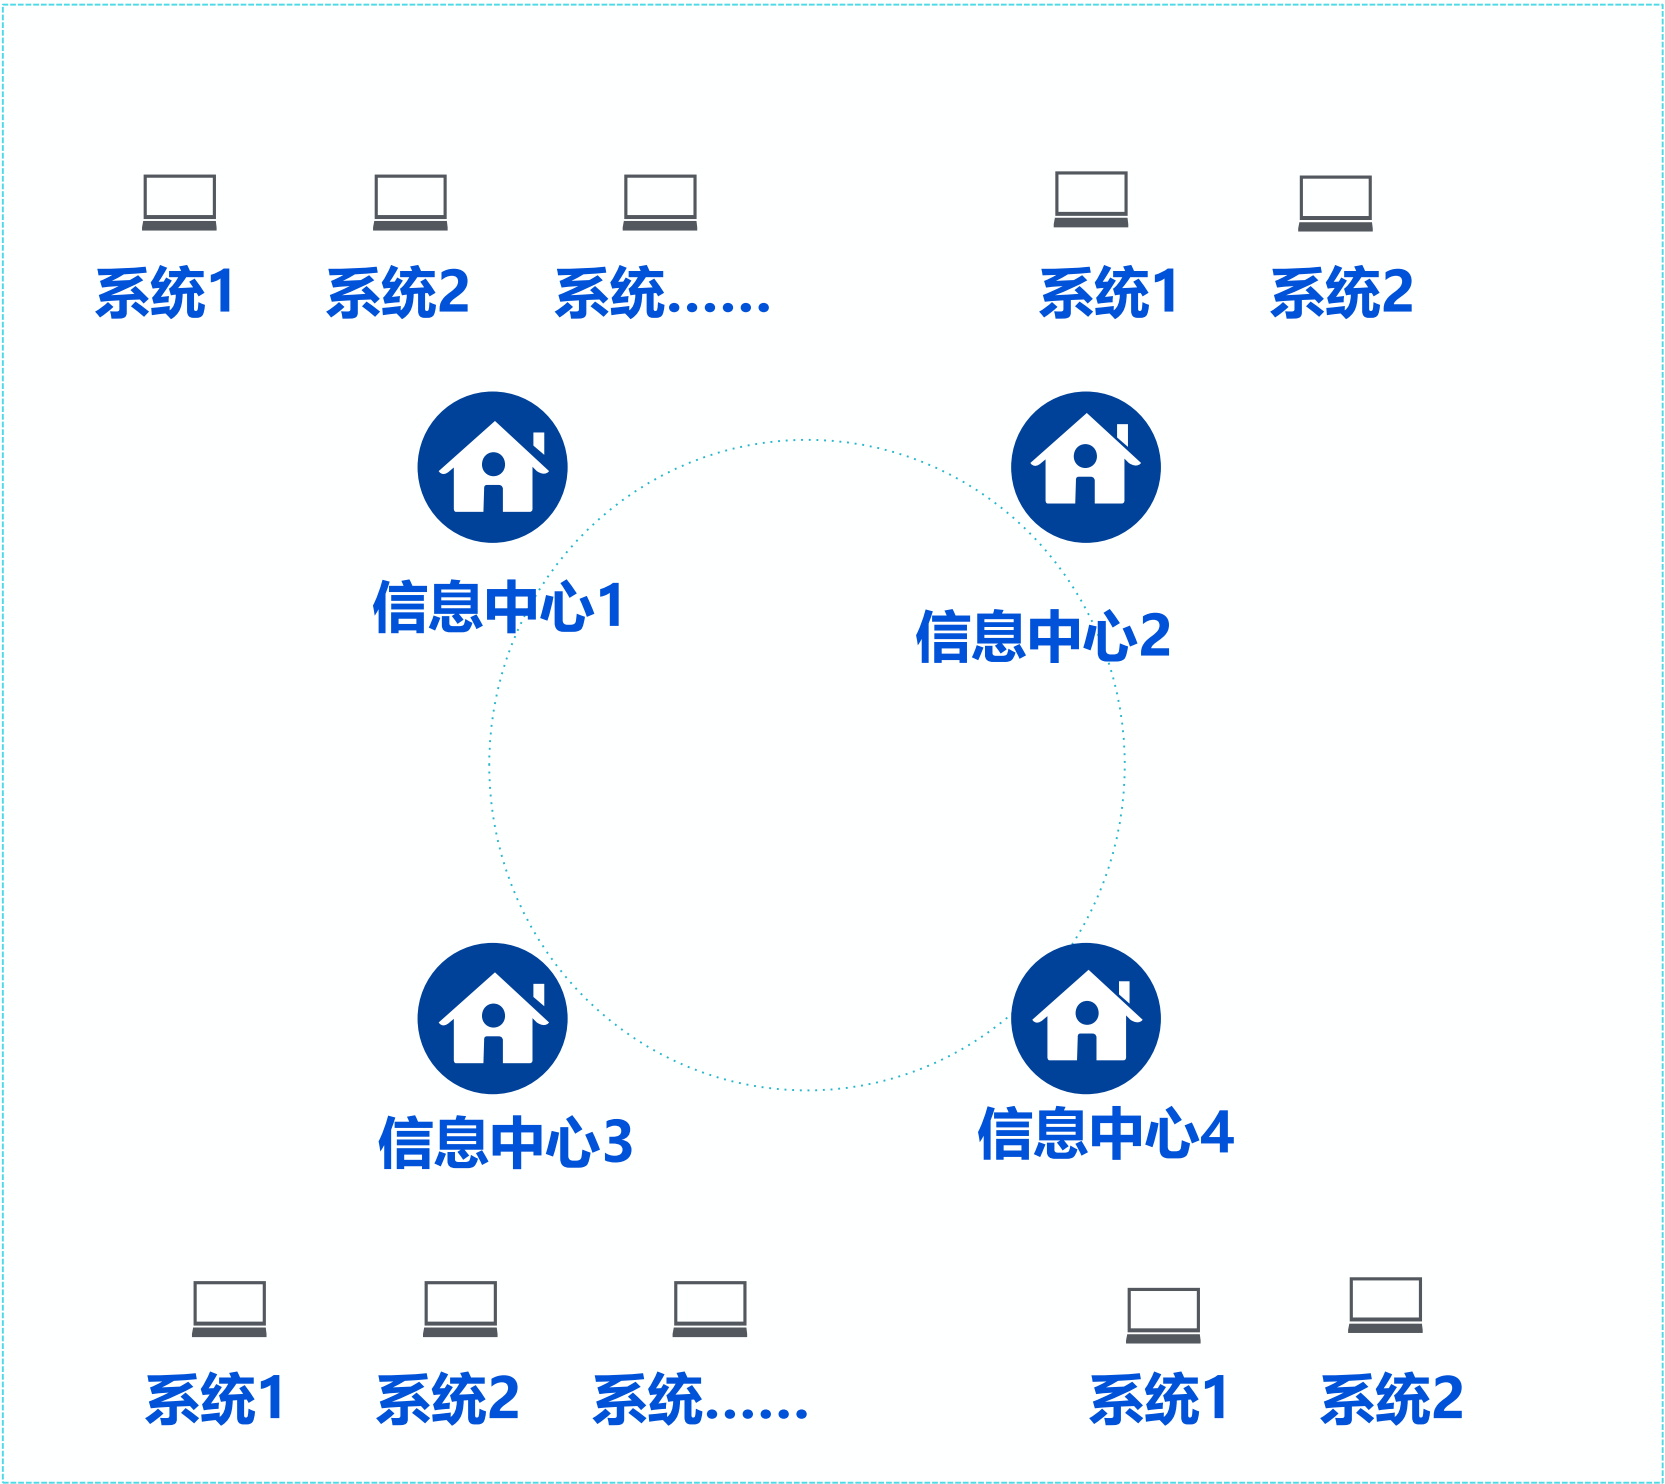 系统1
系统2
系统......
系统1
系统2
信息中心1
信息中心2
信息中心3
信息中心4
系统1
系统2
系统......
系统1
系统2